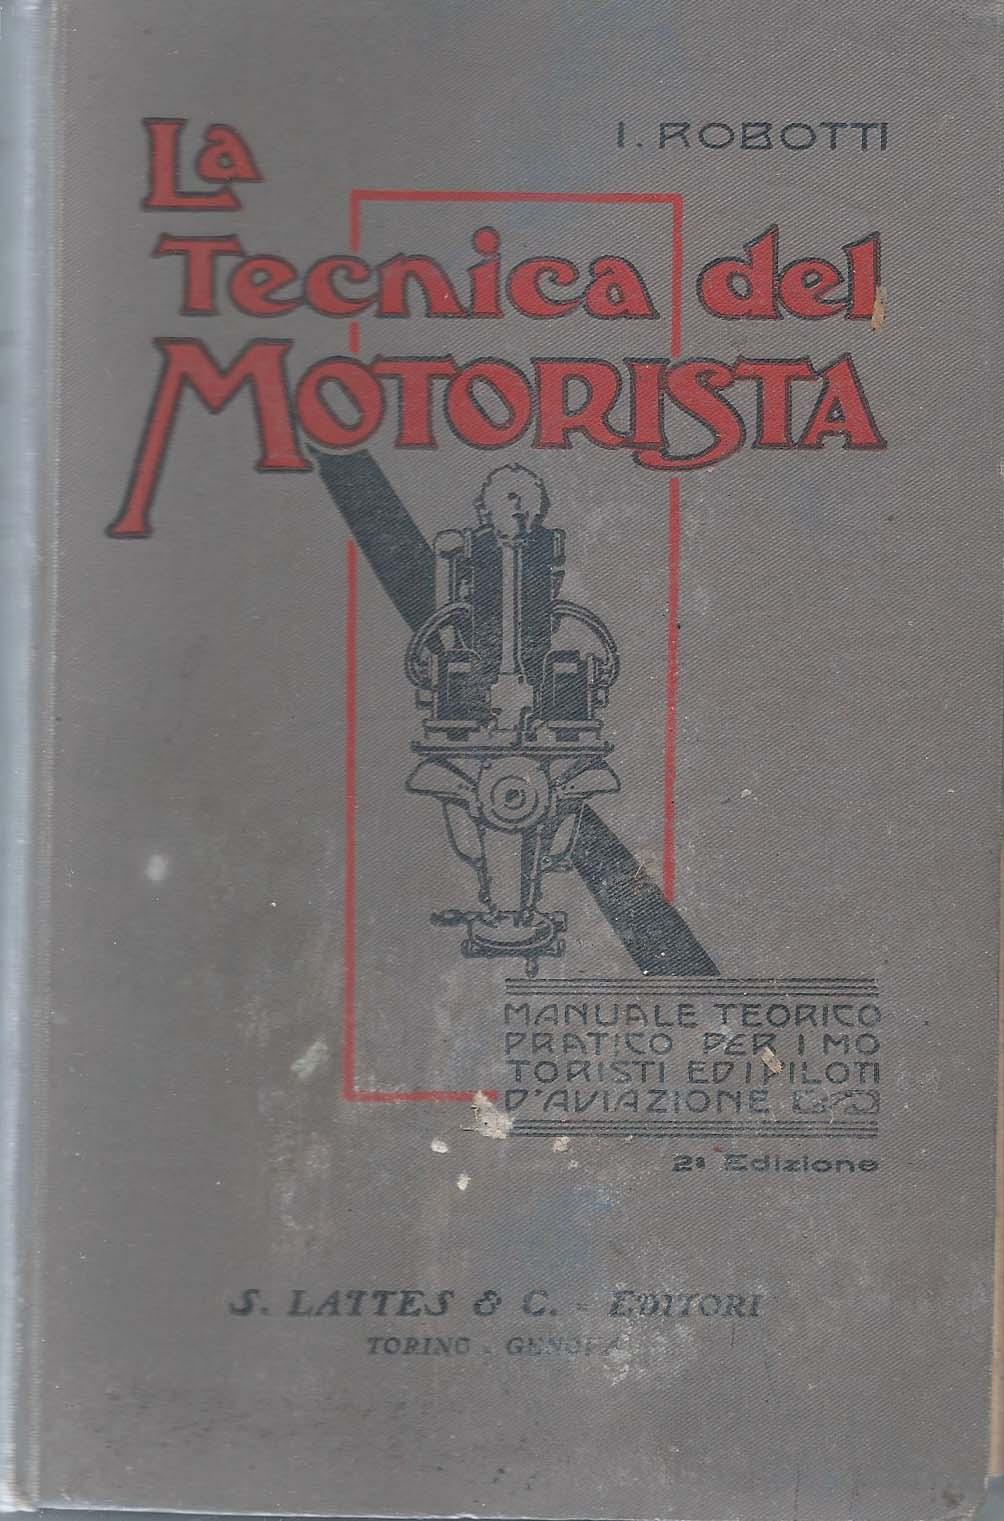 I. ROBOTTI
La
Tecnica del
MOTORISTA
MANUALE TEORICO
PRATICO PER I MO
TORISTI ED I PILOTI
D'AVIAZIONE
2ª Edizione
S. LATTES & C. - EDITORI
TORINO - GENOVA